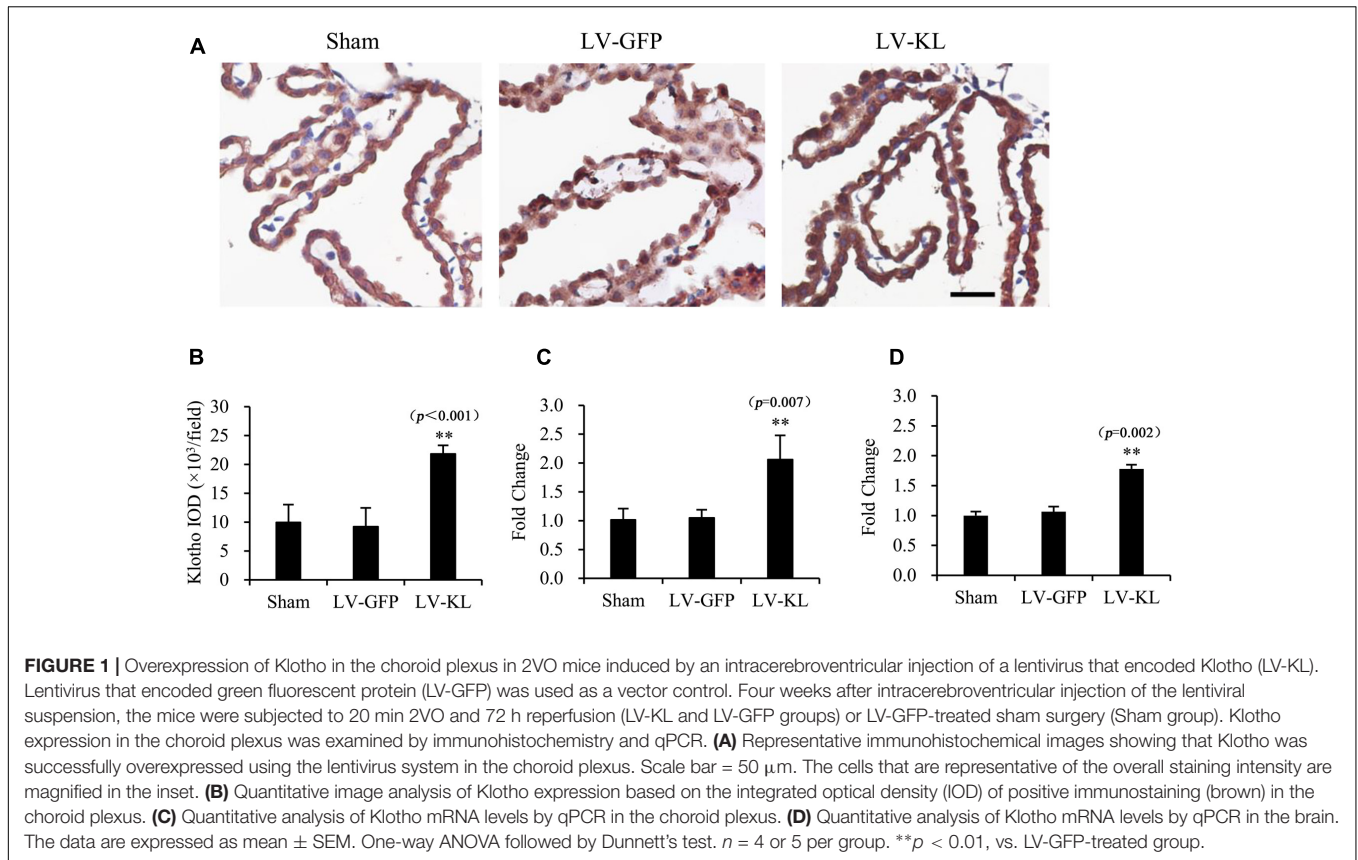 A
Sham
LV-GFP
LV-KL
B
Klotho IOD (×10³/field)
30
25
20
15
10
5
0
(p<0.001)
**
Sham
LV-GFP
LV-KL
C
Fold Change
3.0
2.5
2.0
1.5
1.0
0.5
0.0
(p=0.007)
**
Sham
LV-GFP
LV-KL
D
Fold Change
3.0
2.5
2.0
1.5
1.0
0.5
0.0
(p=0.002)
**
Sham
LV-GFP
LV-KL
FIGURE 1 | Overexpression of Klotho in the choroid plexus in 2VO mice induced by an intracerebroventricular injection of a lentivirus that encoded Klotho (LV-KL).
Lentivirus that encoded green fluorescent protein (LV-GFP) was used as a vector control. Four weeks after intracerebroventricular injection of the lentiviral
suspension, the mice were subjected to 20 min 2VO and 72 h reperfusion (LV-KL and LV-GFP groups) or LV-GFP-treated sham surgery (Sham group). Klotho
expression in the choroid plexus was examined by immunohistochemistry and qPCR. (A) Representative immunohistochemical images showing that Klotho was
successfully overexpressed using the lentivirus system in the choroid plexus. Scale bar = 50 μm. The cells that are representative of the overall staining intensity are
magnified in the inset. (B) Quantitative image analysis of Klotho expression based on the integrated optical density (IOD) of positive immunostaining (brown) in the
choroid plexus. (C) Quantitative analysis of Klotho mRNA levels by qPCR in the choroid plexus. (D) Quantitative analysis of Klotho mRNA levels by qPCR in the brain.
The data are expressed as mean ± SEM. One-way ANOVA followed by Dunnett's test. n = 4 or 5 per group. **p < 0.01, vs. LV-GFP-treated group.